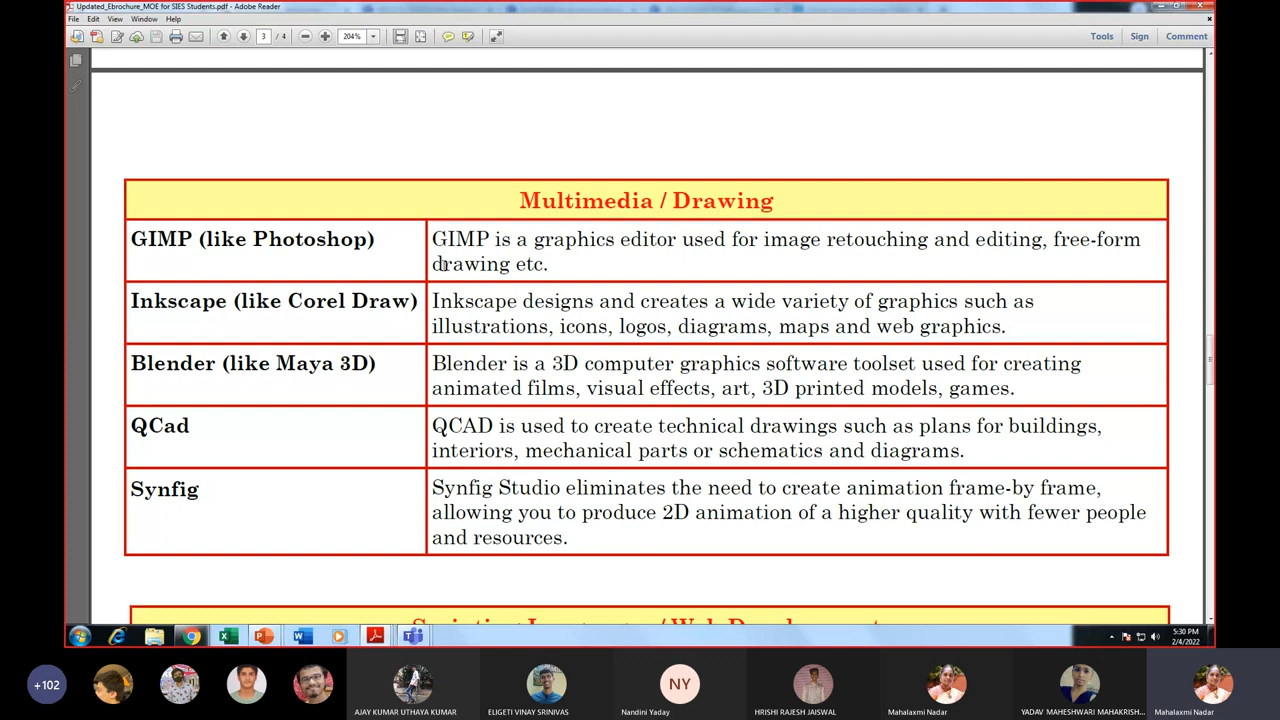 Updated_Ebrochure_MOE for SIES Students.pdf - Adobe Reader
File Edit View Window Help
3 / 4 204% Tools Sign Comment
Multimedia / Drawing
GIMP (like Photoshop)
GIMP is a graphics editor used for image retouching and editing, free-form
drawing etc.
Inkscape (like Corel Draw)
Inkscape designs and creates a wide variety of graphics such as
illustrations, icons, logos, diagrams, maps and web graphics.
Blender (like Maya 3D)
Blender is a 3D computer graphics software toolset used for creating
animated films, visual effects, art, 3D printed models, games.
QCad
QCAD is used to create technical drawings such as plans for buildings,
interiors, mechanical parts or schematics and diagrams.
Synfig
Synfig Studio eliminates the need to create animation frame-by frame,
allowing you to produce 2D animation of a higher quality with fewer people
and resources.
5:30 PM
2/4/2022
+102
NY
AJAY KUMAR UTHAYA KUMAR
ELIGETI VINAY SRINIVAS
Nandini Yaday
HRISHI RAJESH JAISWAL
Mahalaxmi Nadar
YADAV MAHESHWARI MAHAKRISH...
Mahalaxmi Nadar